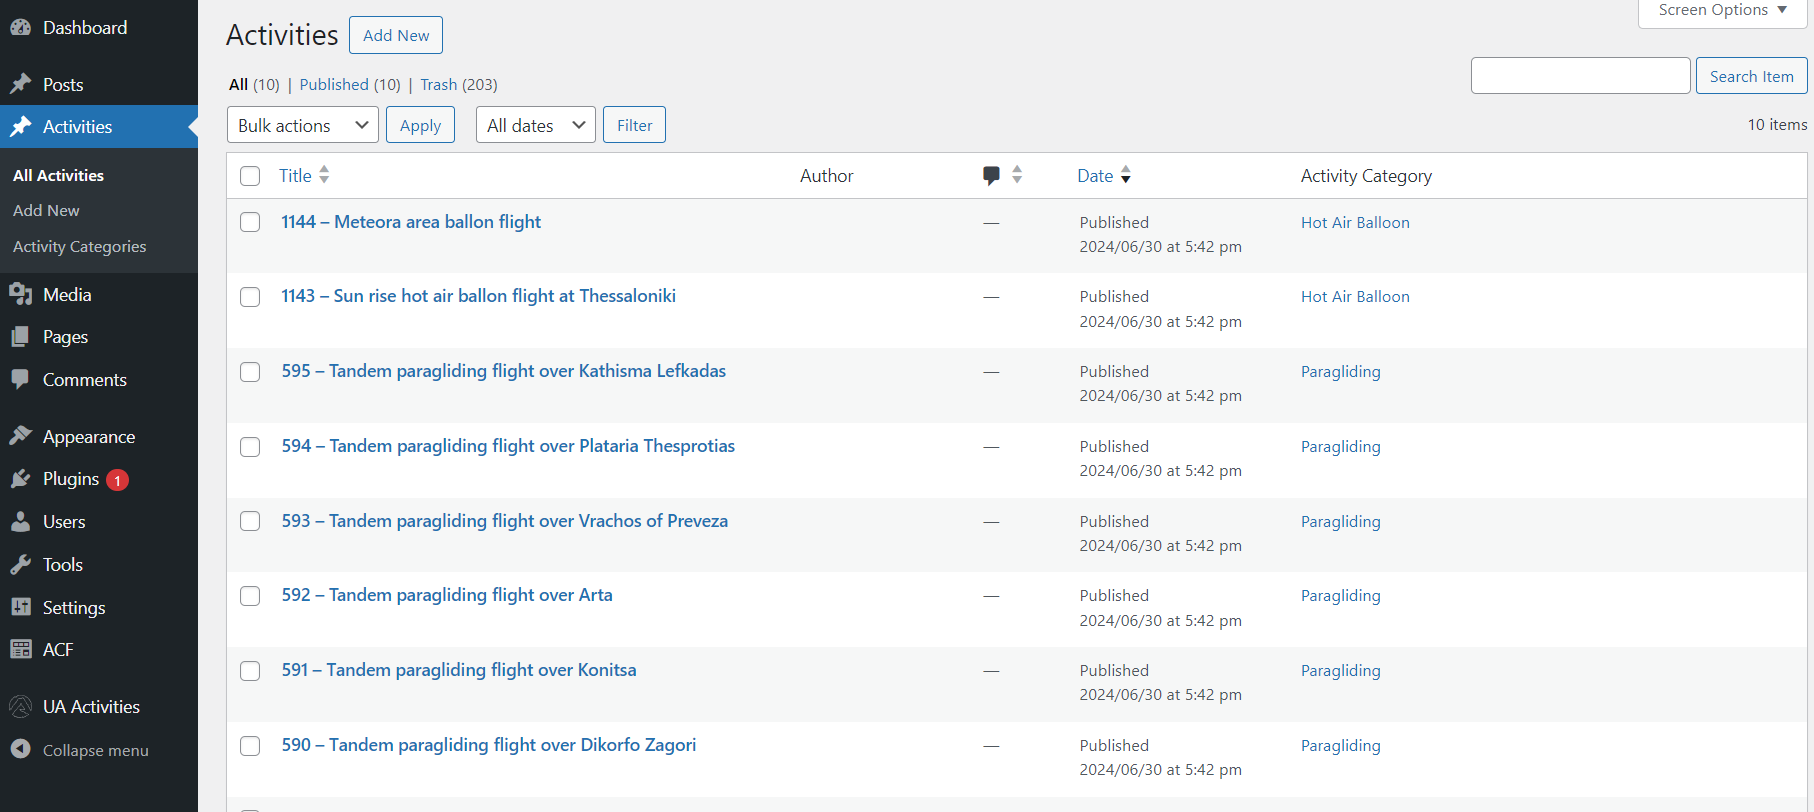 Dashboard
Posts
Activities
All Activities
Add New
Activity Categories
Media
Pages
Comments
Appearance
Plugins 1
Users
Tools
Settings
ACF
UA Activities
Collapse menu
Screen Options
Activities Add New
All (10) | Published (10) | Trash (203)
Search Item
Bulk actions Apply All dates Filter
10 items
Title Author Date Activity Category
1144 – Meteora area ballon flight — Published Hot Air Balloon
2024/06/30 at 5:42 pm
1143 – Sun rise hot air ballon flight at Thessaloniki — Published Hot Air Balloon
2024/06/30 at 5:42 pm
595 – Tandem paragliding flight over Kathisma Lefkadas — Published Paragliding
2024/06/30 at 5:42 pm
594 – Tandem paragliding flight over Plataria Thesprotias — Published Paragliding
2024/06/30 at 5:42 pm
593 – Tandem paragliding flight over Vrachos of Preveza — Published Paragliding
2024/06/30 at 5:42 pm
592 – Tandem paragliding flight over Arta — Published Paragliding
2024/06/30 at 5:42 pm
591 – Tandem paragliding flight over Konitsa — Published Paragliding
2024/06/30 at 5:42 pm
590 – Tandem paragliding flight over Dikorfo Zagori — Published Paragliding
2024/06/30 at 5:42 pm